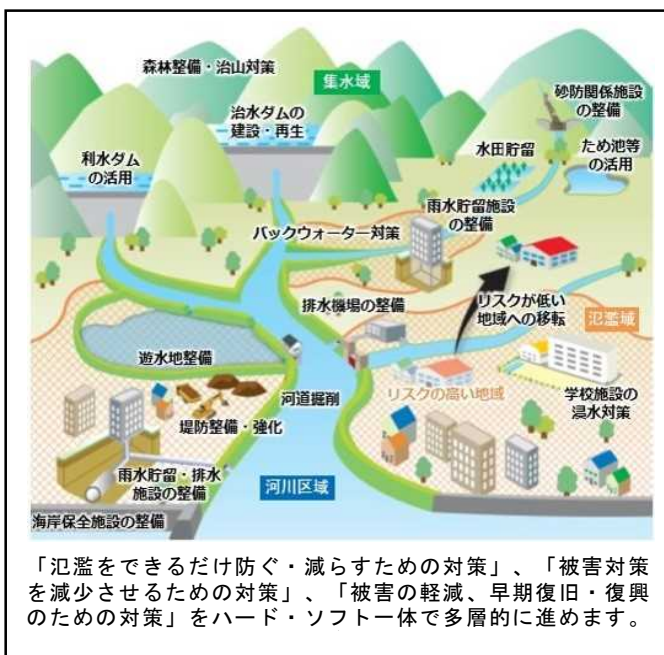 森林整備・治山対策
集水域
砂防関係施設
の整備
治水ダムの
建設・再生
水田貯留
ため池等
の活用
利水ダム
の活用
雨水貯留施設
の整備
バックウォーター対策
排水機場の整備
リスクが低い
地域への移転
氾濫域
遊水地整備
河道掘削
リスクの高い地域
学校施設の
浸水対策
堤防整備・強化
雨水貯留・排水
施設の整備
河川区域
海岸保全施設の整備
「氾濫をできるだけ防ぐ・減らすための対策」、「被害対策
を減少させるための対策」、「被害の軽減、早期復旧・復興
のための対策」をハード・ソフト一体で多層的に進めます。